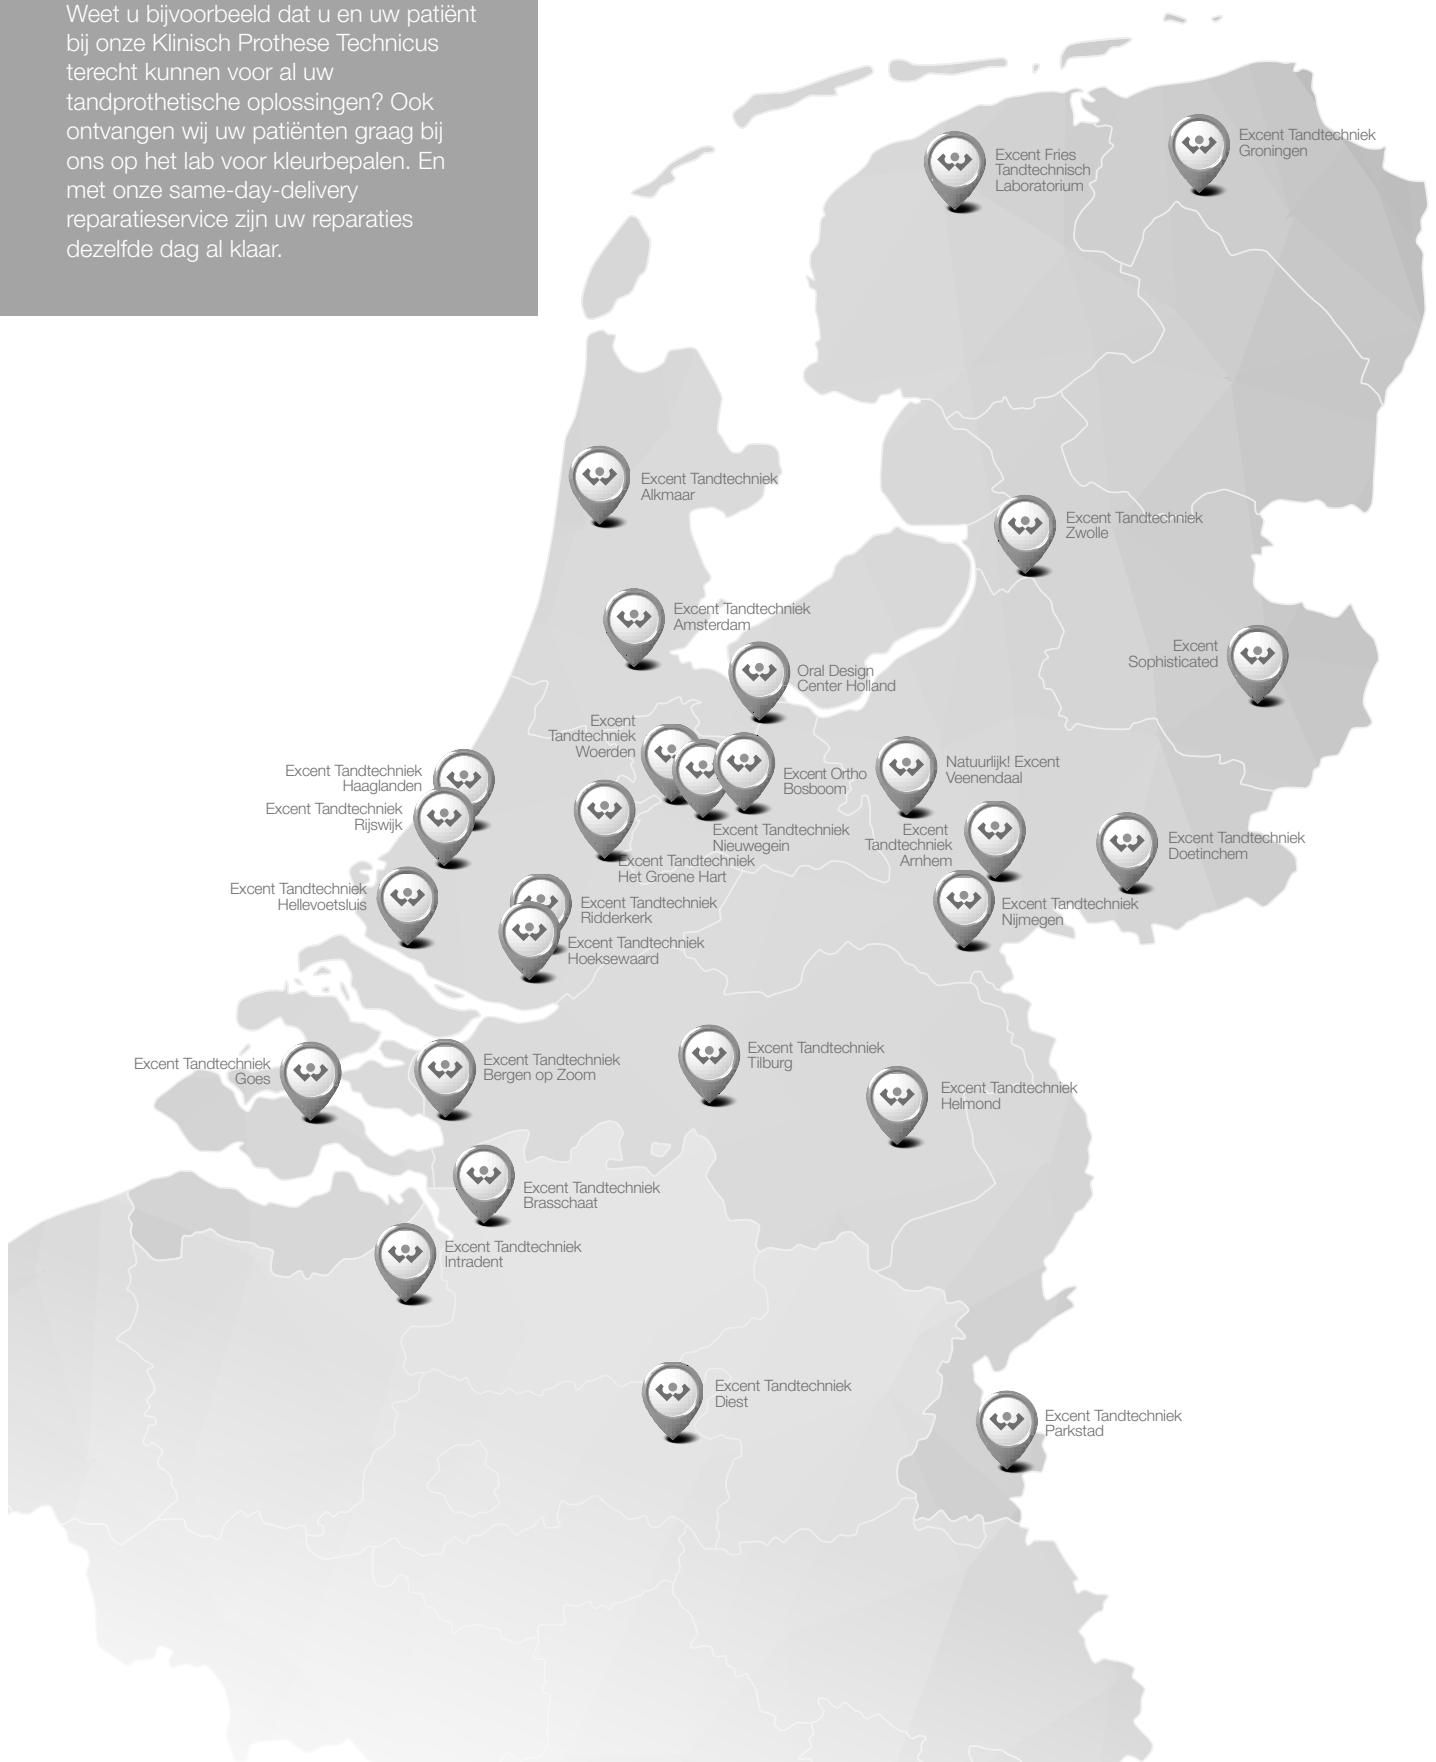 Weet u bijvoorbeeld dat u en uw patiënt
bij onze Klinisch Prothese Technicus
terecht kunnen voor al uw
tandprothetische oplossingen? Ook
ontvangen wij uw patiënten graag bij
ons op het lab voor kleurbepalen. En
met onze same-day-delivery
reparatieservice zijn uw reparaties
dezelfde dag al klaar.
Excent Tandtechniek
Groningen
Excent Fries
Tandtechnisch
Laboratorium
Excent Tandtechniek
Alkmaar
Excent Tandtechniek
Zwolle
Excent Tandtechniek
Amsterdam
Excent
Sophisticated
Oral Design
Center Holland
Excent
Tandtechniek
Woerden
Excent Ortho
Bosboom
Natuurlijk! Excent
Veenendaal
Excent Tandtechniek
Haaglanden
Excent Tandtechniek
Rijswijk
Excent Tandtechniek
Nieuwegein
Excent
Tandtechniek
Arnhem
Excent Tandtechniek
Doetinchem
Excent Tandtechniek
Het Groene Hart
Excent Tandtechniek
Hellevoetsluis
Excent Tandtechniek
Ridderkerk
Excent Tandtechniek
Nijmegen
Excent Tandtechniek
Hoeksewaard
Excent Tandtechniek
Goes
Excent Tandtechniek
Bergen op Zoom
Excent Tandtechniek
Tilburg
Excent Tandtechniek
Helmond
Excent Tandtechniek
Brasschaat
Excent Tandtechniek
Intradent
Excent Tandtechniek
Diest
Excent Tandtechniek
Parkstad